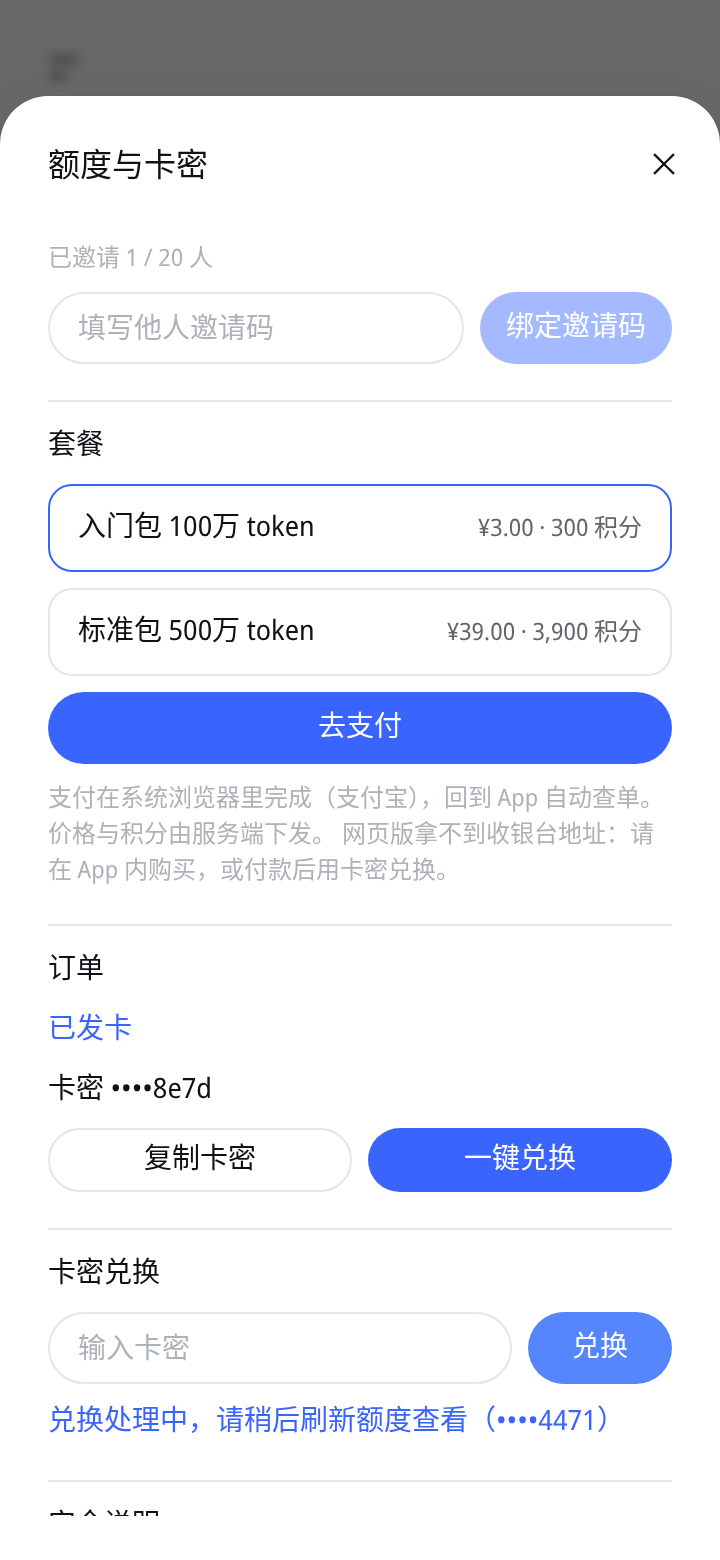 额度与卡密
已邀请 1 / 20 人
填写他人邀请码
绑定邀请码
套餐
入门包 100万 token
¥3.00 · 300 积分
标准包 500万 token
¥39.00 · 3,900 积分
去支付
支付在系统浏览器里完成（支付宝），回到 App 自动查单。
价格与积分由服务端下发。 网页版拿不到收银台地址：请
在 App 内购买，或付款后用卡密兑换。
订单
已发卡
卡密 ••••8e7d
复制卡密
一键兑换
卡密兑换
输入卡密
兑换
兑换处理中，请稍后刷新额度查看（••••4471）